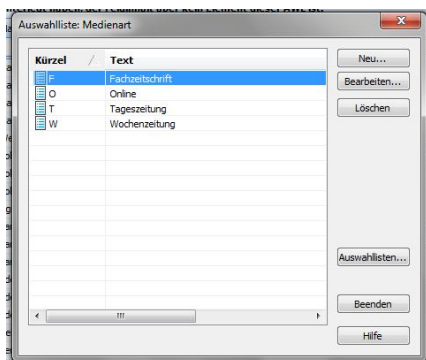 Auswahlliste: Medienart
Kürzel Text
F Fachzeitschrift
O Online
T Tageszeitung
W Wochenzeitung
Neu...
Bearbeiten...
Löschen
Auswahllisten...
Beenden
Hilfe